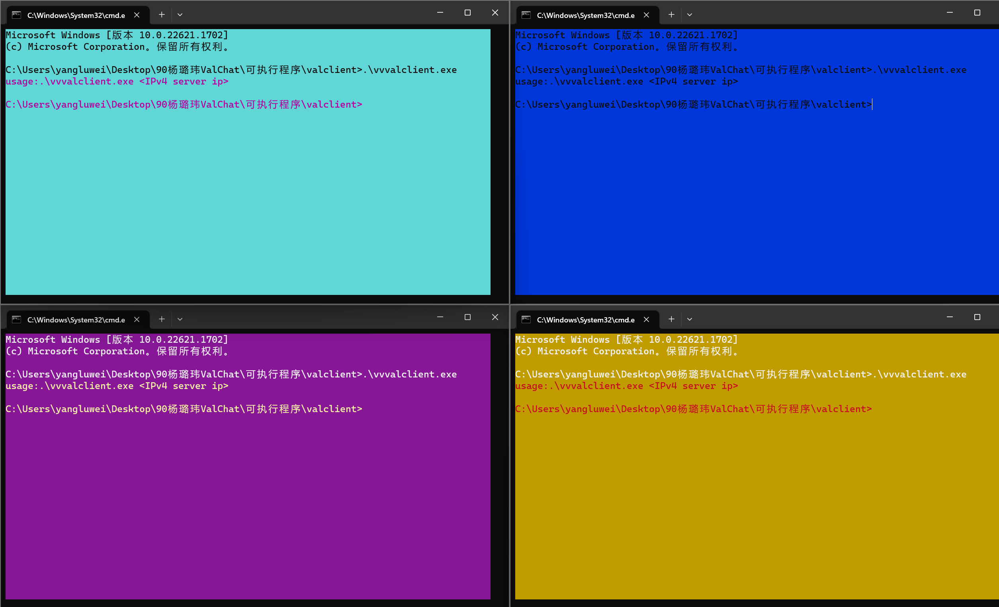 C:\Windows\System32\cmd.e
Microsoft Windows [版本 10.0.22621.1702]
(c) Microsoft Corporation。保留所有权利。
C:\Users\yangluwei\Desktop\90杨璐玮ValChat\可执行程序\valclient>.\vvvalclient.exe
usage:.\vvvalclient.exe <IPv4 server ip>
C:\Users\yangluwei\Desktop\90杨璐玮ValChat\可执行程序\valclient>
C:\Windows\System32\cmd.e
Microsoft Windows [版本 10.0.22621.1702]
(c) Microsoft Corporation。保留所有权利。
C:\Users\yangluwei\Desktop\90杨璐玮ValChat\可执行程序\valclient>.\vvvalclient.exe
usage:.\vvvalclient.exe <IPv4 server ip>
C:\Users\yangluwei\Desktop\90杨璐玮ValChat\可执行程序\valclient>
C:\Windows\System32\cmd.e
Microsoft Windows [版本 10.0.22621.1702]
(c) Microsoft Corporation。保留所有权利。
C:\Users\yangluwei\Desktop\90杨璐玮ValChat\可执行程序\valclient>.\vvvalclient.exe
usage:.\vvvalclient.exe <IPv4 server ip>
C:\Users\yangluwei\Desktop\90杨璐玮ValChat\可执行程序\valclient>
C:\Windows\System32\cmd.e
Microsoft Windows [版本 10.0.22621.1702]
(c) Microsoft Corporation。保留所有权利。
C:\Users\yangluwei\Desktop\90杨璐玮ValChat\可执行程序\valclient>.\vvvalclient.exe
usage:.\vvvalclient.exe <IPv4 server ip>
C:\Users\yangluwei\Desktop\90杨璐玮ValChat\可执行程序\valclient>